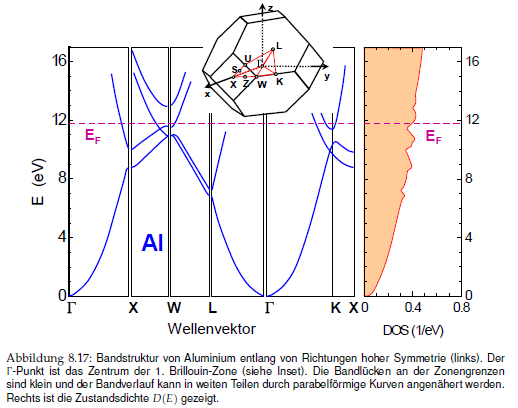 z
L
U
Γ
S
X
Z
W
K
x
y
16
12
8
4
0
E (eV)
E_F
Al
Γ
X
W
L
Γ
K
X
Wellenvektor
16
12
8
4
0
E_F
0
0.4
0.8
DOS (1/eV)
Abbildung 8.17: Bandstruktur von Aluminium entlang von Richtungen hoher Symmetrie (links). Der
Γ-Punkt ist das Zentrum der 1. Brillouin-Zone (siehe Inset). Die Bandlücken an der Zonengrenzen
sind klein und der Bandverlauf kann in weiten Teilen durch parabelförmige Kurven angenähert werden.
Rechts ist die Zustandsdichte D(E) gezeigt.